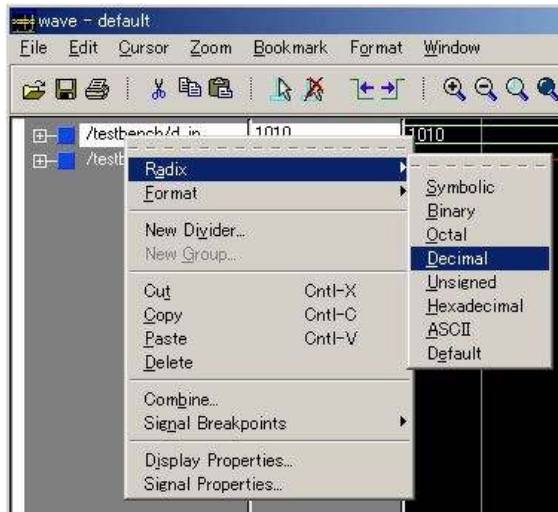 wave - default
File Edit Cursor Zoom Bookmark Format Window
/testbench/d_in 1010 1010
Radix
Format
New Divider...
New Group...
Cut Cntl-X
Copy Cntl-C
Paste Cntl-V
Delete
Combine...
Signal Breakpoints
Display Properties...
Signal Properties...
Symbolic
Binary
Octal
Decimal
Unsigned
Hexadecimal
ASCII
Default